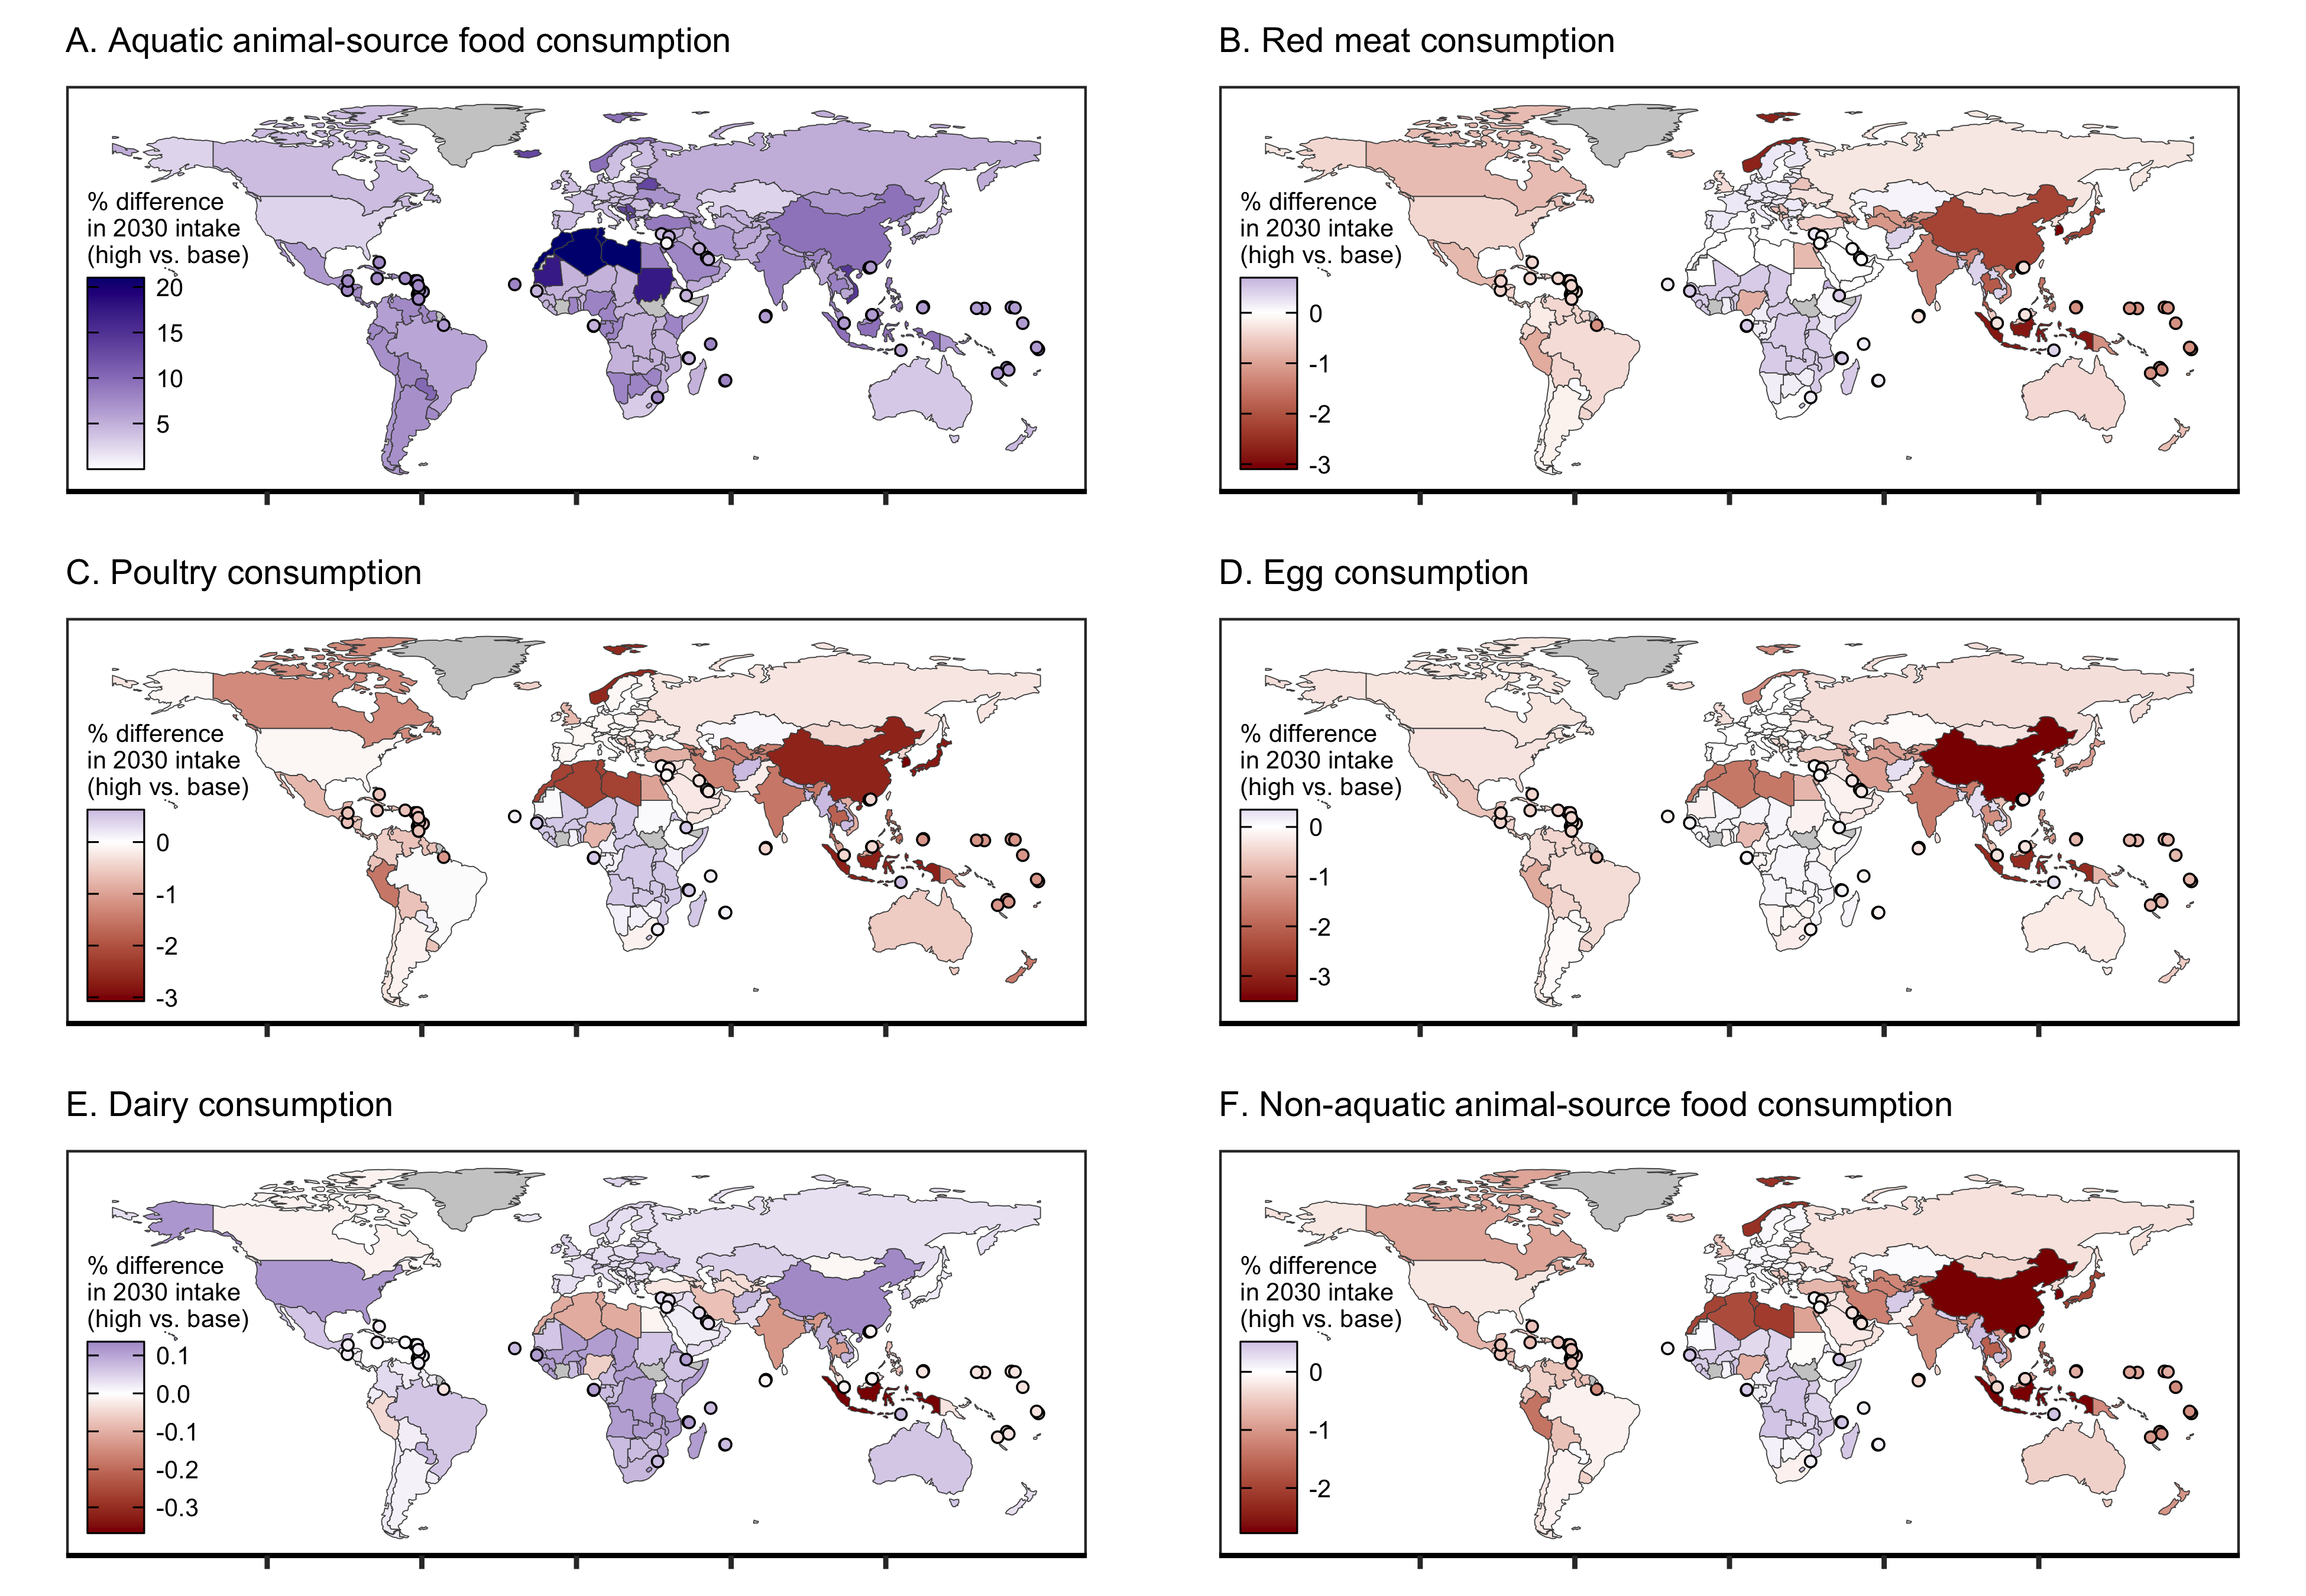 A. Aquatic animal-source food consumption
% difference
in 2030 intake
(high vs. base)
20
15
10
5
B. Red meat consumption
% difference
in 2030 intake
(high vs. base)
0
-1
-2
-3
C. Poultry consumption
% difference
in 2030 intake
(high vs. base)
0
-1
-2
-3
D. Egg consumption
% difference
in 2030 intake
(high vs. base)
0
-1
-2
-3
E. Dairy consumption
% difference
in 2030 intake
(high vs. base)
0.1
0.0
-0.1
-0.2
-0.3
F. Non-aquatic animal-source food consumption
% difference
in 2030 intake
(high vs. base)
0
-1
-2